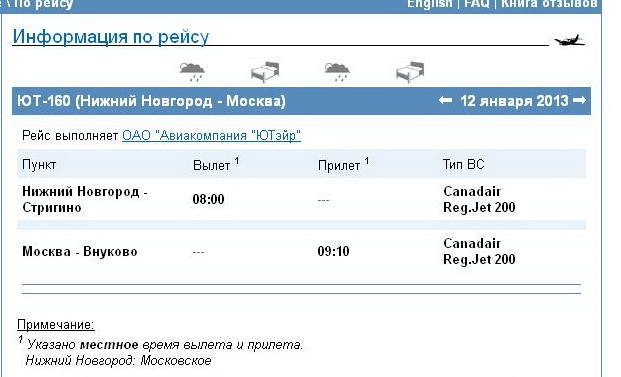 \ По рейсу
English | FAQ | Книга отзывов
Информация по рейсу
ЮТ-160 (Нижний Новгород - Москва) ← 12 января 2013 →
Рейс выполняет ОАО "Авиакомпания "ЮТэйр"
Пункт Вылет 1 Прилет 1 Тип ВС
Нижний Новгород - Стригино 08:00 --- Canadair Reg.Jet 200
Москва - Внуково --- 09:10 Canadair Reg.Jet 200
Примечание:
1 Указано местное время вылета и прилета.
Нижний Новгород: Московское